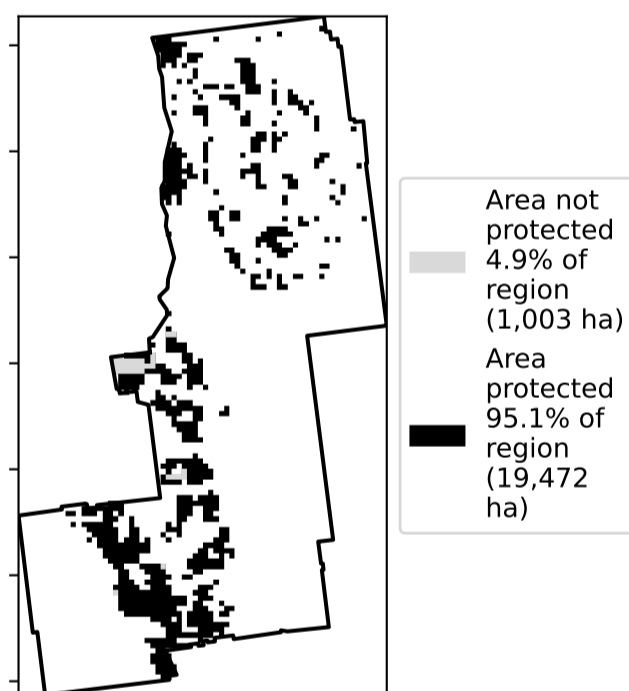 Area not
protected
4.9% of
region
(1,003 ha)
Area
protected
95.1% of
region
(19,472
ha)